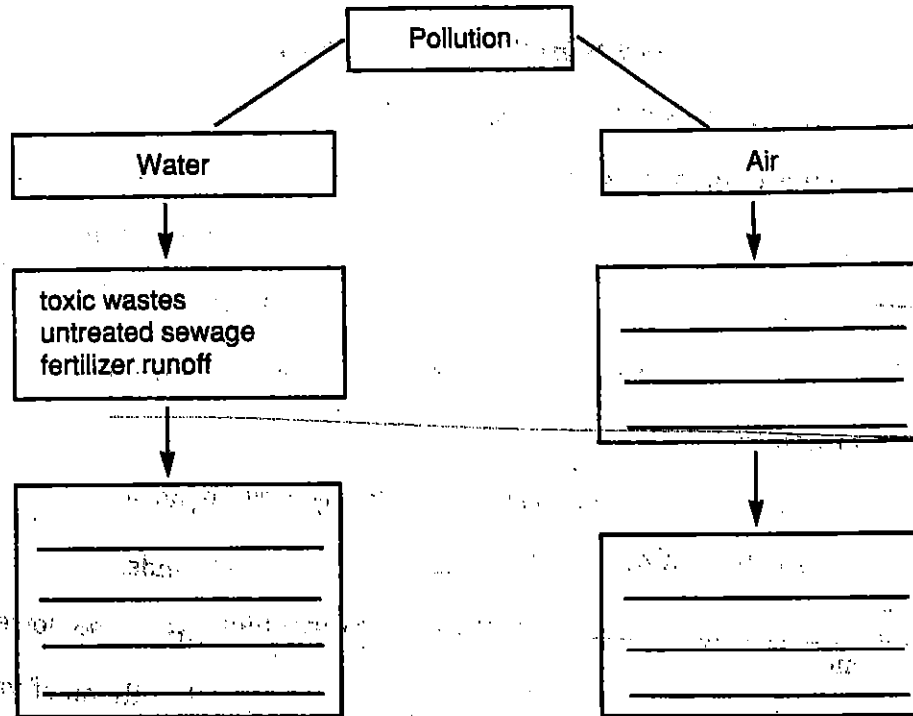 Pollution
Water
Air
toxic wastes
untreated sewage
fertilizer runoff